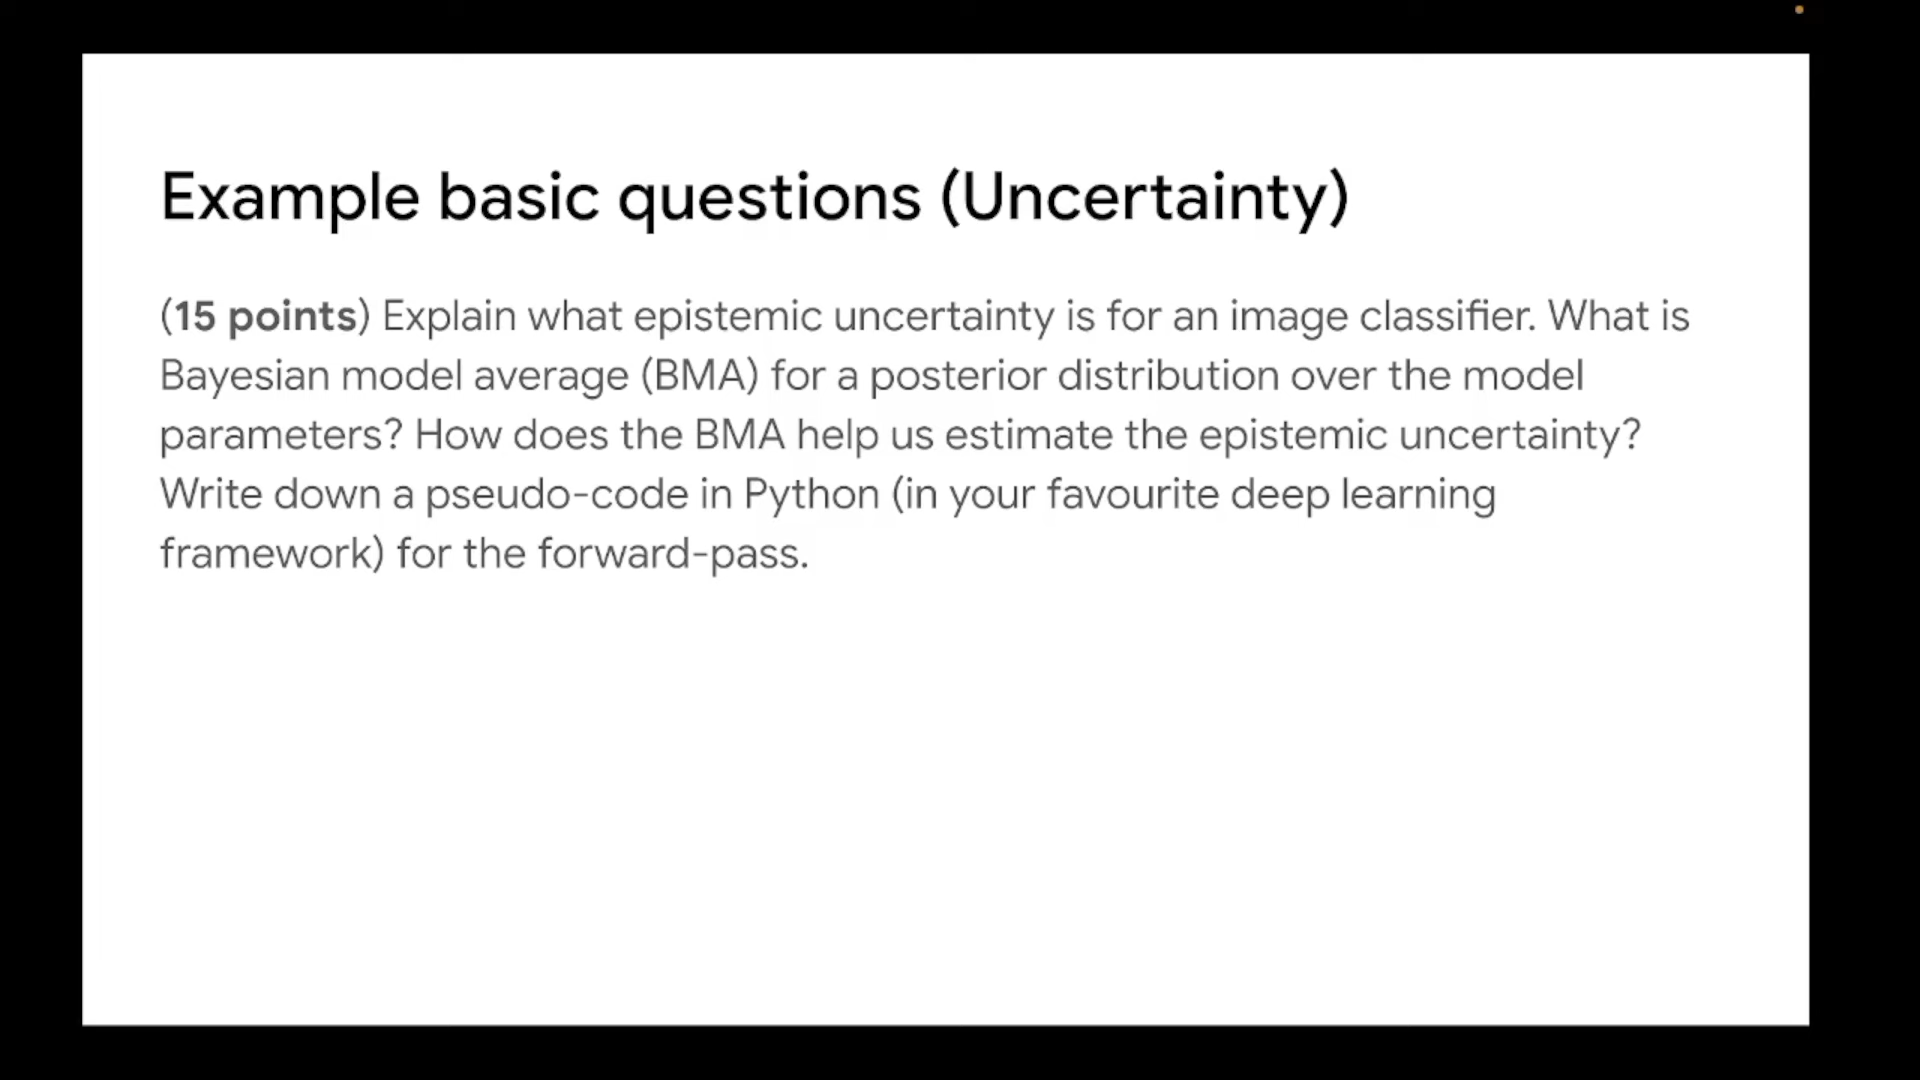 Example basic questions (Uncertainty)
(15 points) Explain what epistemic uncertainty is for an image classifier. What is
Bayesian model average (BMA) for a posterior distribution over the model
parameters? How does the BMA help us estimate the epistemic uncertainty?
Write down a pseudo-code in Python (in your favourite deep learning
framework) for the forward-pass.